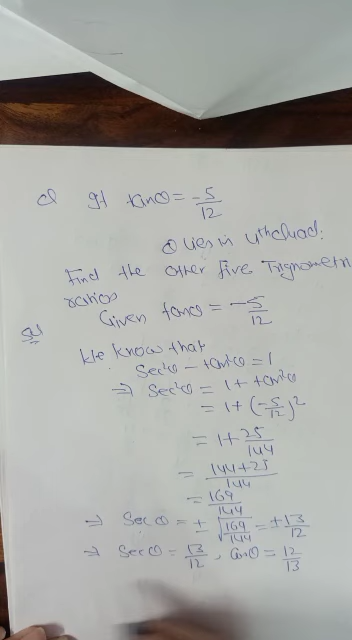 Q) If tanθ = -5/12
θ lies in 4th Quad.
Find the other five Trignometric
ratios
Given tanθ = -5/12
We know that
sec²θ - tan²θ = 1
⇒ sec²θ = 1 + tan²θ
= 1 + (-5/12)²
= 1 + 25/144
= 144+25/144
= 169/144
⇒ Secθ = ± √169/144 = ± 13/12
⇒ Secθ = 13/12, Cosθ = 12/13